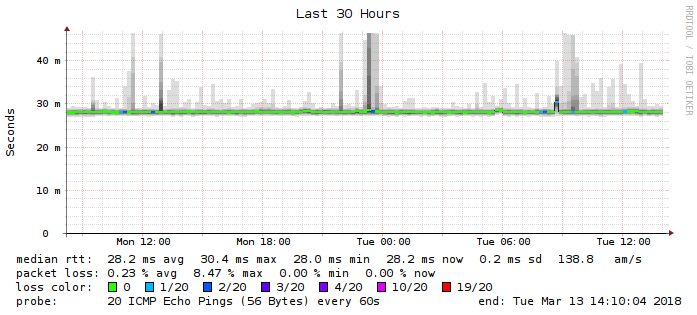 Last 30 Hours
RRDTOOL / TOBI OETIKER
Seconds
40 m
30 m
20 m
10 m
0
Mon 12:00 Mon 18:00 Tue 00:00 Tue 06:00 Tue 12:00
median rtt: 28.2 ms avg 30.4 ms max 28.0 ms min 28.2 ms now 0.2 ms sd 138.8 am/s
packet loss: 0.23 % avg 8.47 % max 0.00 % min 0.00 % now
loss color: 0 1/20 2/20 3/20 4/20 10/20 19/20
probe: 20 ICMP Echo Pings (56 Bytes) every 60s end: Tue Mar 13 14:10:04 2018